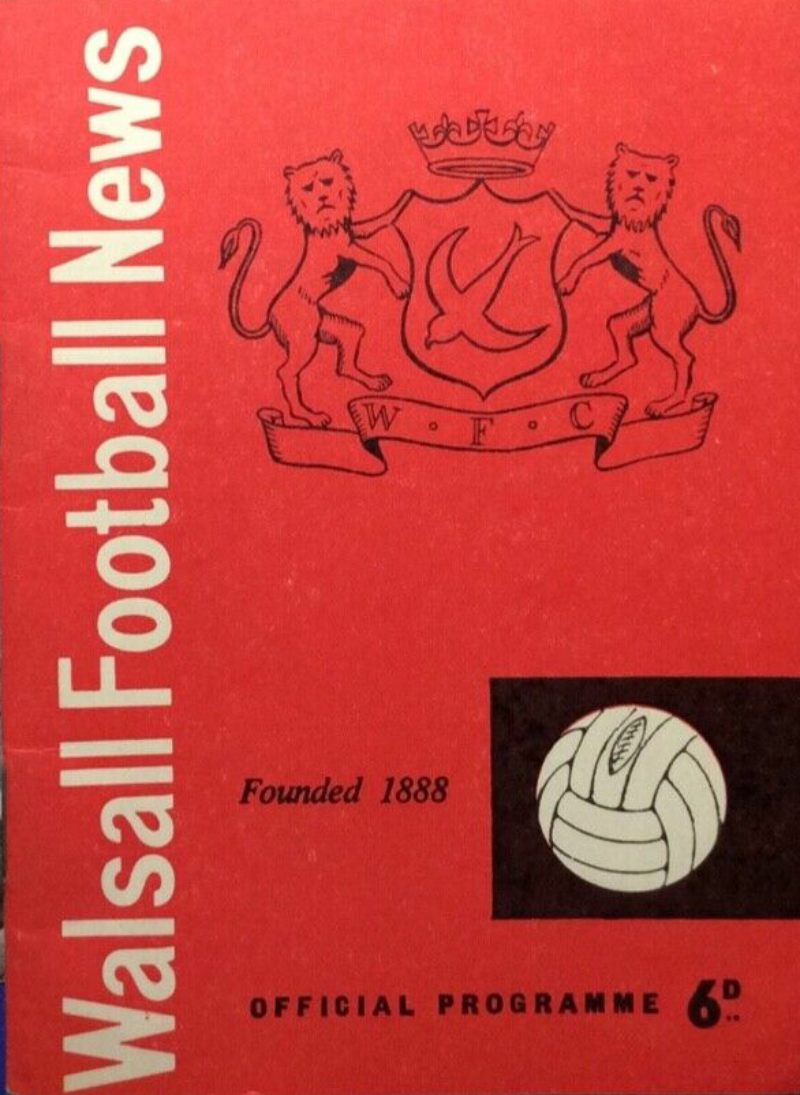 Walsall Football News
W · F · C
Founded 1888
OFFICIAL PROGRAMME 6D